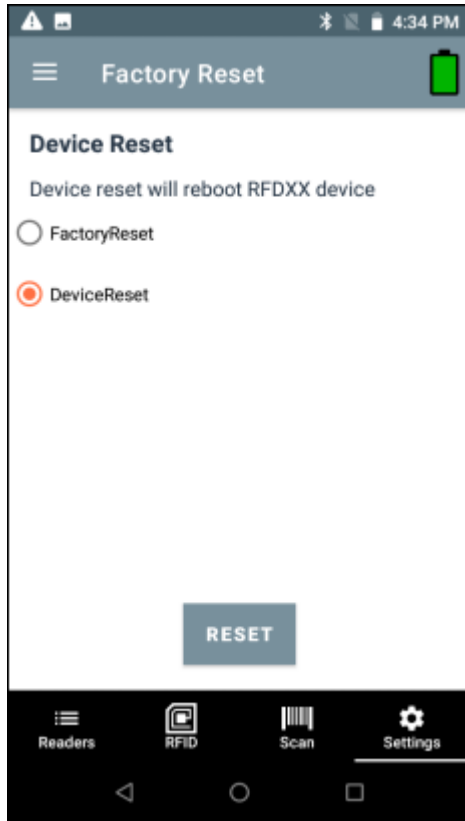 4:34 PM
Factory Reset
Device Reset
Device reset will reboot RFDXX device
FactoryReset
DeviceReset
RESET
Readers RFID Scan Settings